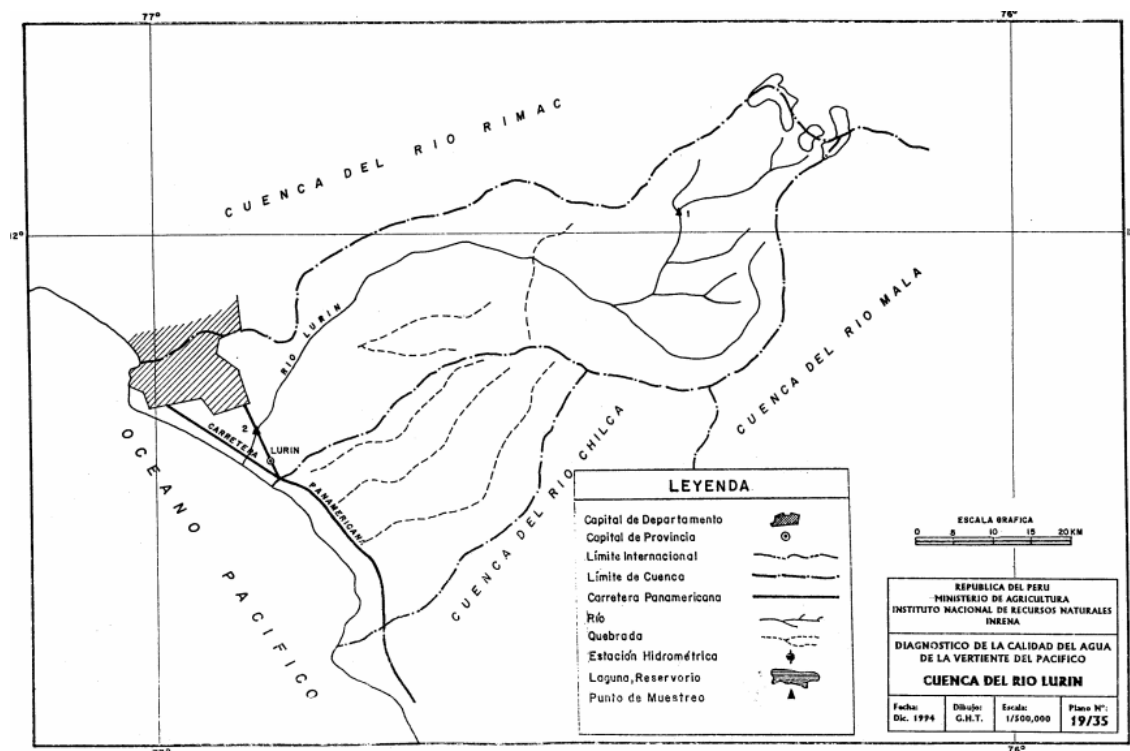 77°
76°
CUENCA DEL RIO RIMAC
12°
1
RIO LURIN
CUENCA DEL RIO MALA
2
LURIN
CARRETERA
PANAMERICANA
OCEANO PACIFICO
CUENCA DEL RIO CHILCA
LEYENDA
Capital de Departamento
Capital de Provincia
Límite Internacional
Límite de Cuenca
Carretera Panamericana
Río
Quebrada
Estación Hidrométrica
Laguna, Reservorio
Punto de Muestreo
ESCALA GRAFICA
0 5 10 15 20 KM
REPUBLICA DEL PERU
MINISTERIO DE AGRICULTURA
INSTITUTO NACIONAL DE RECURSOS NATURALES
INRENA
DIAGNOSTICO DE LA CALIDAD DEL AGUA
DE LA VERTIENTE DEL PACIFICO
CUENCA DEL RIO LURIN
Fecha: Dibujo: Escala: Plano Nº:
Dic. 1994 G.H.T. 1/500,000 19/35
76°